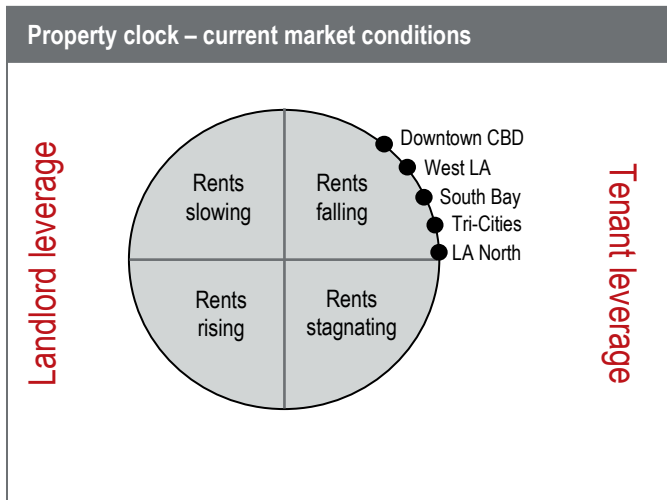 Property clock – current market conditions
Landlord leverage
Rents
slowing
Rents
falling
Rents
rising
Rents
stagnating
Downtown CBD
West LA
South Bay
Tri-Cities
LA North
Tenant leverage